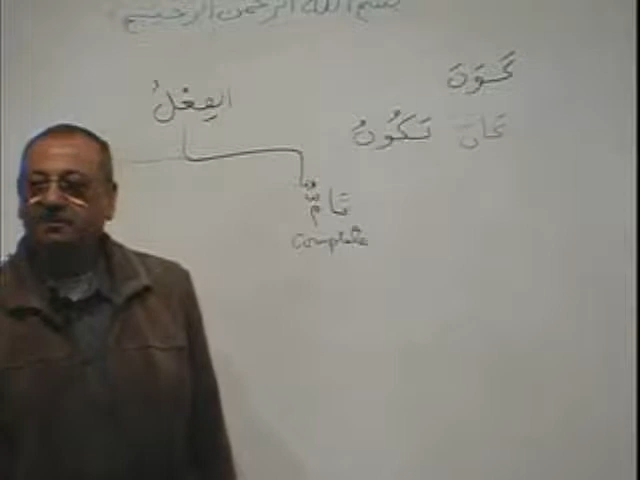 بسم الله الرحمن الرحيم
كَوَنَ
الفِعْلُ
كَانَ تَكُونُ
تَامٌّ
complete